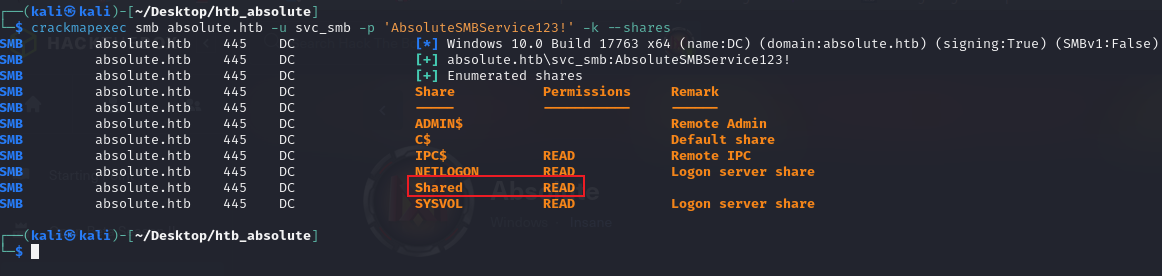 ┌──(kali㉿kali)-[~/Desktop/htb_absolute]
└─$ crackmapexec smb absolute.htb -u svc_smb -p 'AbsoluteSMBService123!' -k --shares
SMB         absolute.htb    445    DC               [*] Windows 10.0 Build 17763 x64 (name:DC) (domain:absolute.htb) (signing:True) (SMBv1:False)
SMB         absolute.htb    445    DC               [+] absolute.htb\svc_smb:AbsoluteSMBService123!
SMB         absolute.htb    445    DC               [+] Enumerated shares
SMB         absolute.htb    445    DC               Share           Permissions     Remark
SMB         absolute.htb    445    DC               -----           -----------     ------
SMB         absolute.htb    445    DC               ADMIN$                          Remote Admin
SMB         absolute.htb    445    DC               C$                              Default share
SMB         absolute.htb    445    DC               IPC$            READ            Remote IPC
SMB         absolute.htb    445    DC               NETLOGON        READ            Logon server share
SMB         absolute.htb    445    DC               Shared          READ
SMB         absolute.htb    445    DC               SYSVOL          READ            Logon server share
Absolute
┌──(kali㉿kali)-[~/Desktop/htb_absolute]
└─$